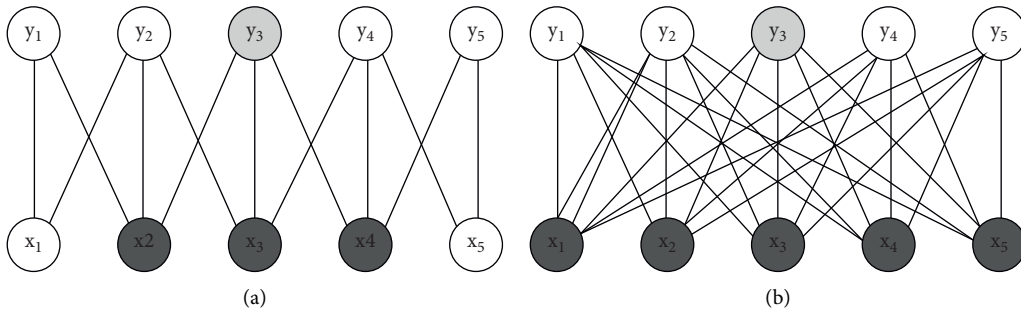 y₁ y₂ y₃ y₄ y₅ y₁ y₂ y₃ y₄ y₅
x₁ x2 x₃ x4 x₅ x₁ x₂ x₃ x₄ x₅
(a) (b)